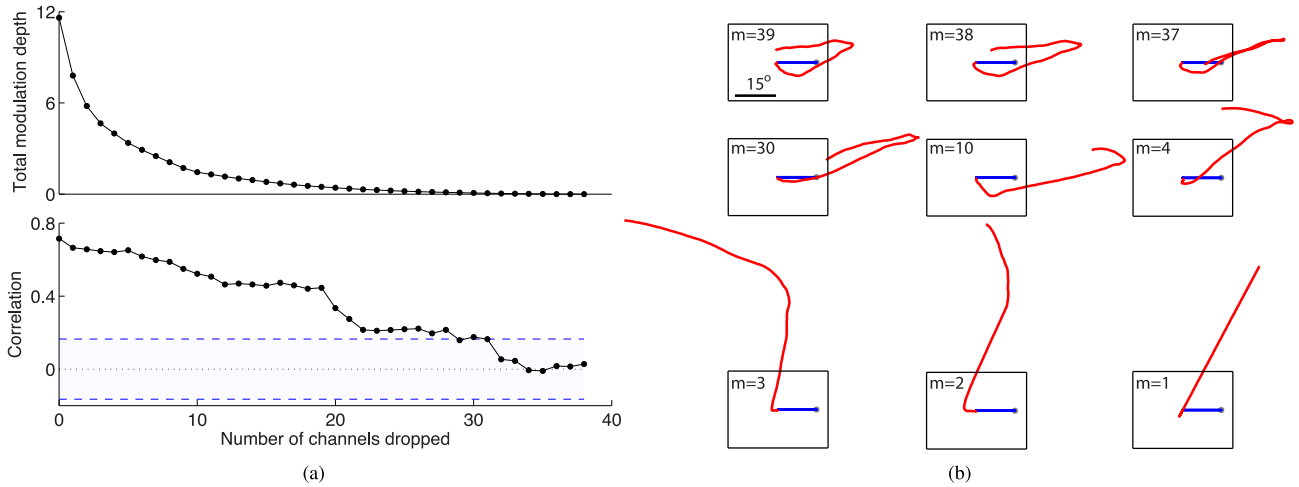 12
6
0
Total modulation depth
0.8
0.4
0
Correlation
0 10 20 30 40
Number of channels dropped
(a)
m=39 m=38 m=37
15°
m=30 m=10 m=4
m=3 m=2 m=1
(b)